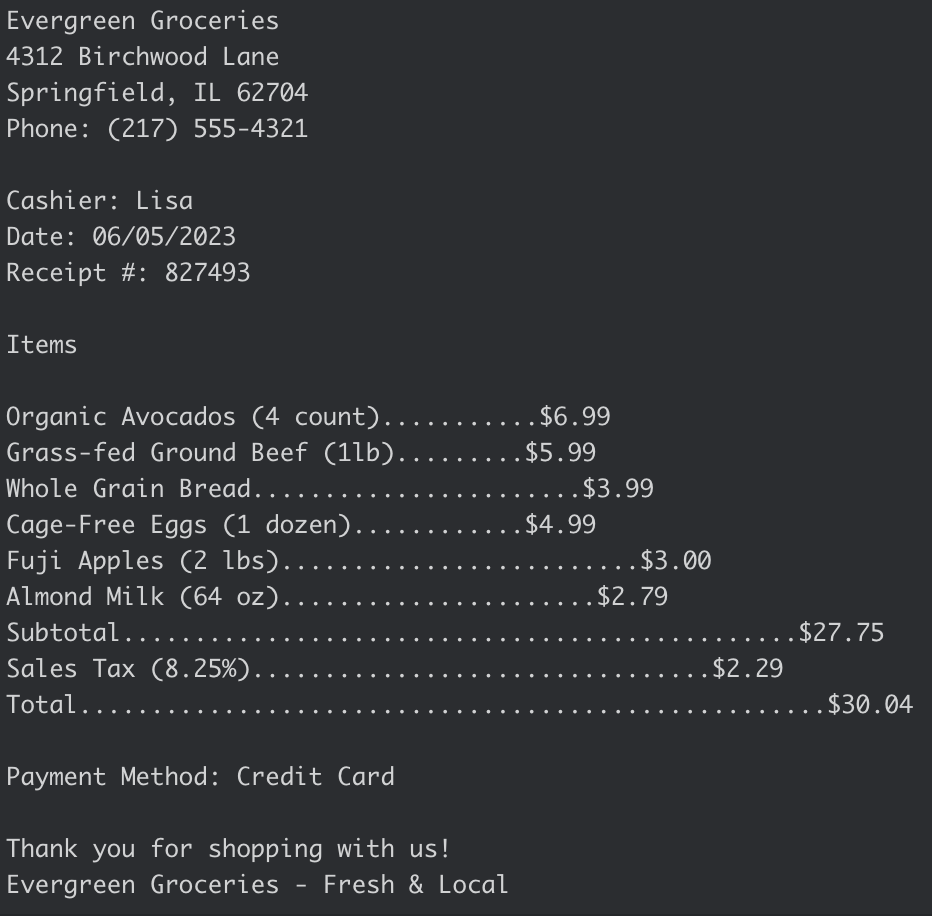 Evergreen Groceries
4312 Birchwood Lane
Springfield, IL 62704
Phone: (217) 555-4321
Cashier: Lisa
Date: 06/05/2023
Receipt #: 827493
Items
Organic Avocados (4 count)...........$6.99
Grass-fed Ground Beef (1lb).........$5.99
Whole Grain Bread.......................$3.99
Cage-Free Eggs (1 dozen)............$4.99
Fuji Apples (2 lbs).........................$3.00
Almond Milk (64 oz)......................$2.79
Subtotal...............................................$27.75
Sales Tax (8.25%)................................$2.29
Total....................................................$30.04
Payment Method: Credit Card
Thank you for shopping with us!
Evergreen Groceries - Fresh & Local